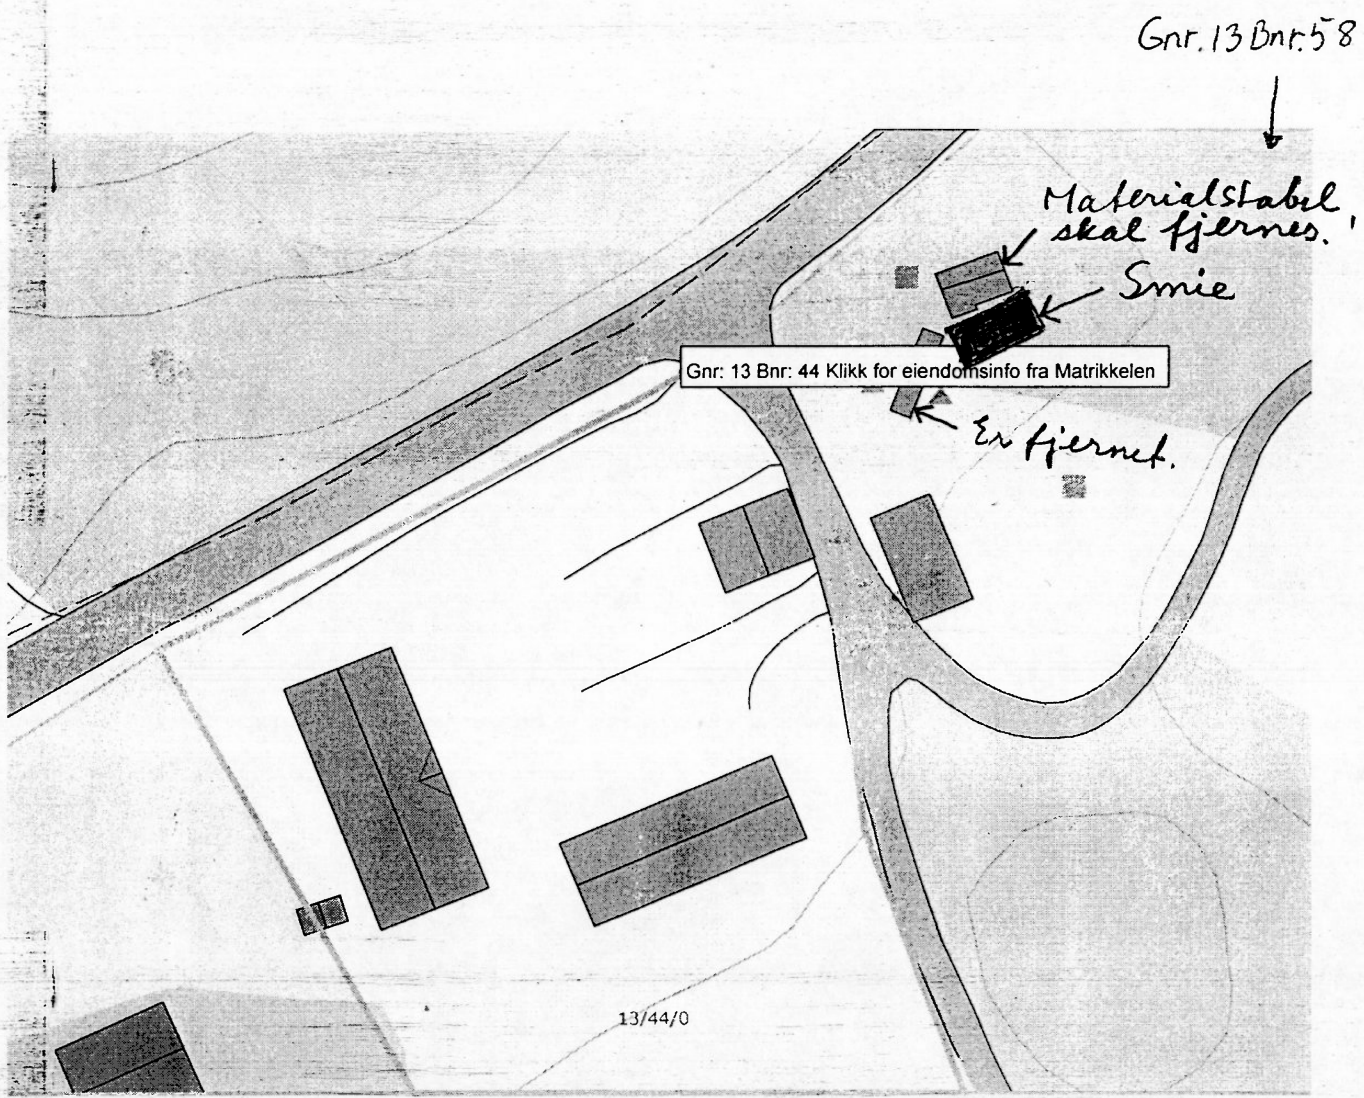 Gnr. 13 Bnr. 58
Materialstabel
skal fjernes.
Smie
Gnr: 13 Bnr: 44 Klikk for eiendomsinfo fra Matrikkelen
Er fjernet.
13/44/0